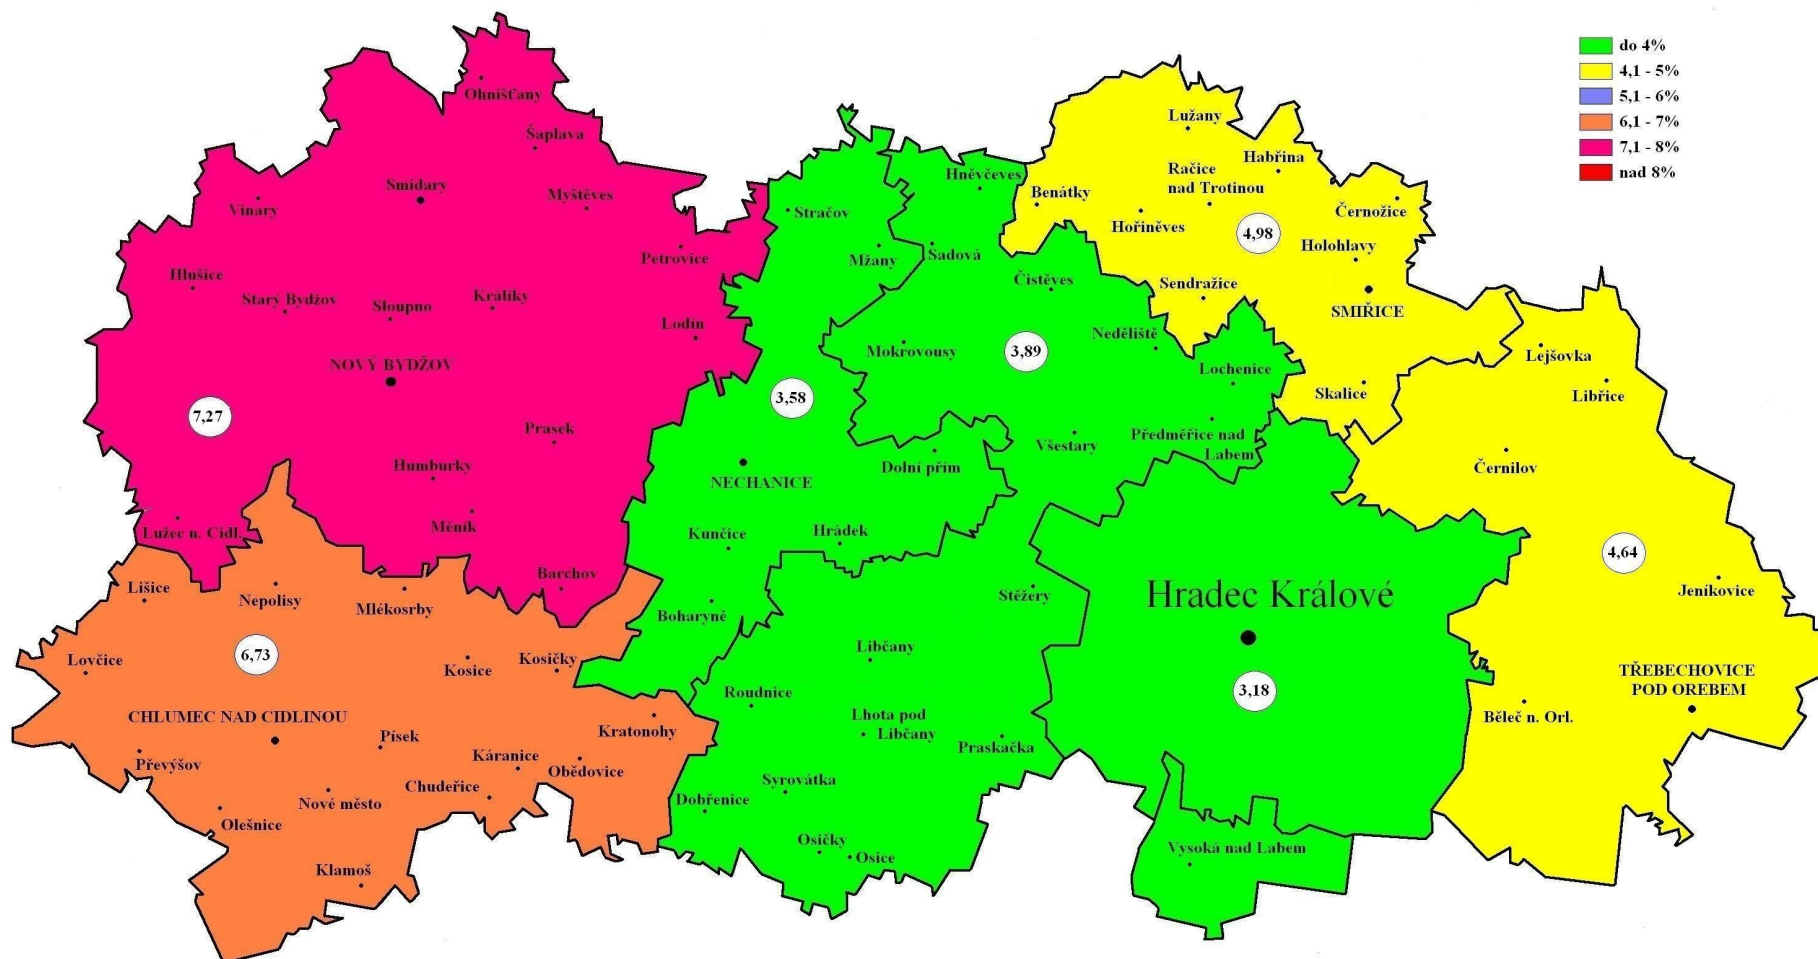 do 4%
4,1 - 5%
5,1 - 6%
6,1 - 7%
7,1 - 8%
nad 8%
Ohnišťany
Šaplava
Smidary
Vinary
Myštěves
Petrovice
Hlušice
Starý Bydžov
Sloupno
Králíky
Lodín
NOVÝ BYDŽOV
7,27
Prasek
Humburky
Měník
Lužec n. Cidl.
Barchov
Lišice
Nepolisy
Mlékosrby
Lovčice
6,73
Kosice
Kosičky
CHLUMEC NAD CIDLINOU
Písek
Kratonohy
Převýšov
Káranice
Obědovice
Chudeřice
Nové město
Olešnice
Klamoš
Stračov
Mžany
3,58
NECHANICE
Dolní přím
Kunčice
Hrádek
Boharyně
Hněvčeves
Sadová
Čistěves
Neděliště
Mokrovousy
3,89
Lochenice
Všestary
Předměřice nad
Labem
Stěžery
Libčany
Roudnice
Lhota pod
Libčany
Praskačka
Syrovátka
Dobřenice
Osičky
Osice
Hradec Králové
3,18
Vysoká nad Labem
Lužany
Habřina
Račice
nad Trotinou
Benátky
Hořiněves
Černožice
4,98
Holohlavy
Sendražice
SMIŘICE
Skalice
Lejšovka
Libřice
Černilov
4,64
Jeníkovice
TŘEBECHOVICE
POD OREBEM
Běleč n. Orl.